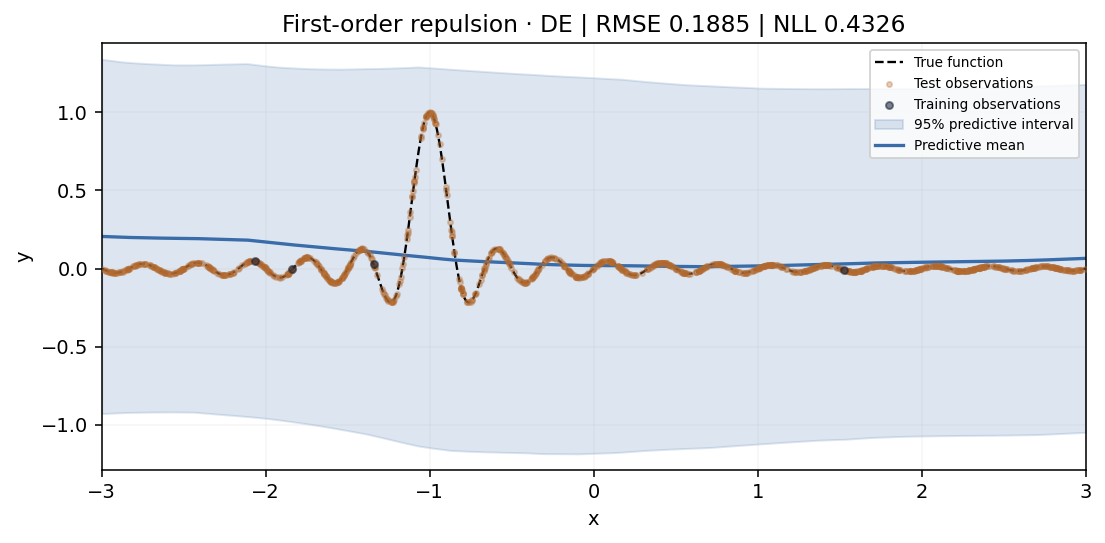 First-order repulsion · DE | RMSE 0.1885 | NLL 0.4326
True function
Test observations
Training observations
95% predictive interval
Predictive mean
y
1.0
0.5
0.0
−0.5
−1.0
−3
−2
−1
0
1
2
3
x